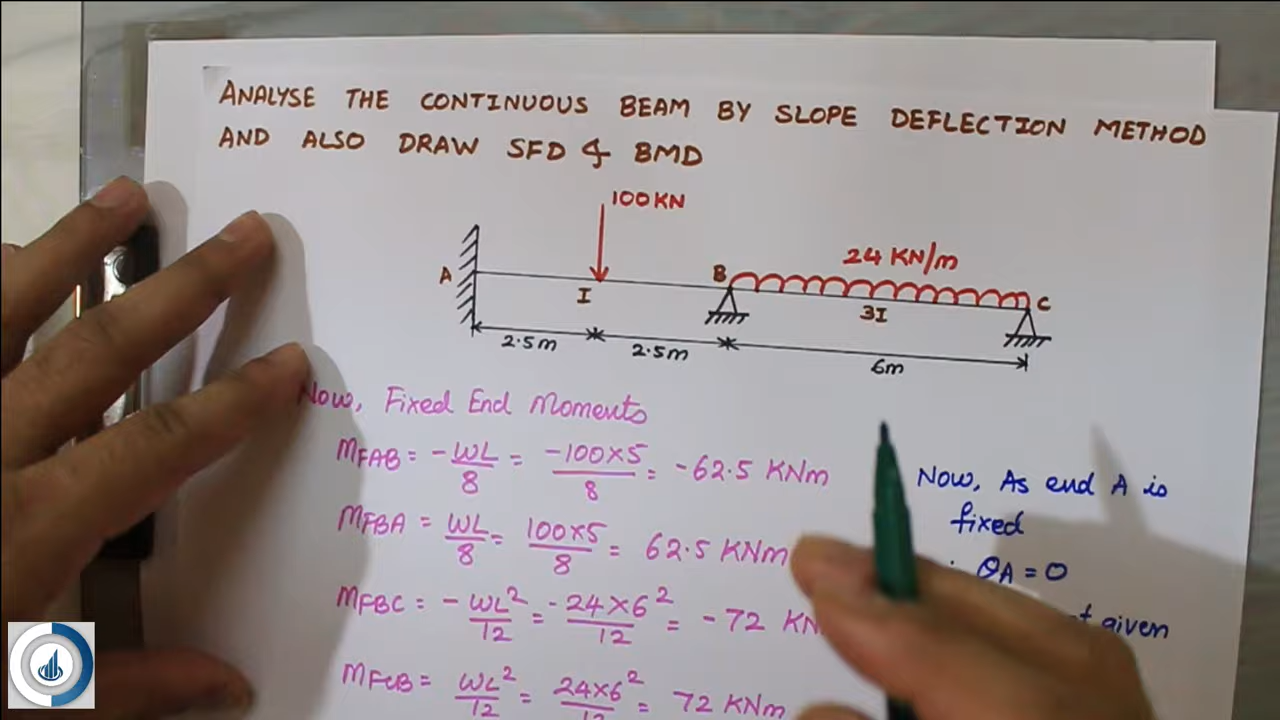 ANALYSE THE CONTINUOUS BEAM BY SLOPE DEFLECTION METHOD
AND ALSO DRAW SFD & BMD
100 KN
24 KN/m
A
B
C
I
3I
2.5m
2.5m
6m
Now, Fixed End Moments
MFAB = -WL/8 = -100×5/8 = -62.5 KNm
MFBA = WL/8 = 100×5/8 = 62.5 KNm
MFBC = -WL²/12 = -24×6²/12 = -72 KN
MFCB = WL²/12 = 24×6²/12 = 72 KNm
Now, As end A is
fixed
θA = 0
given